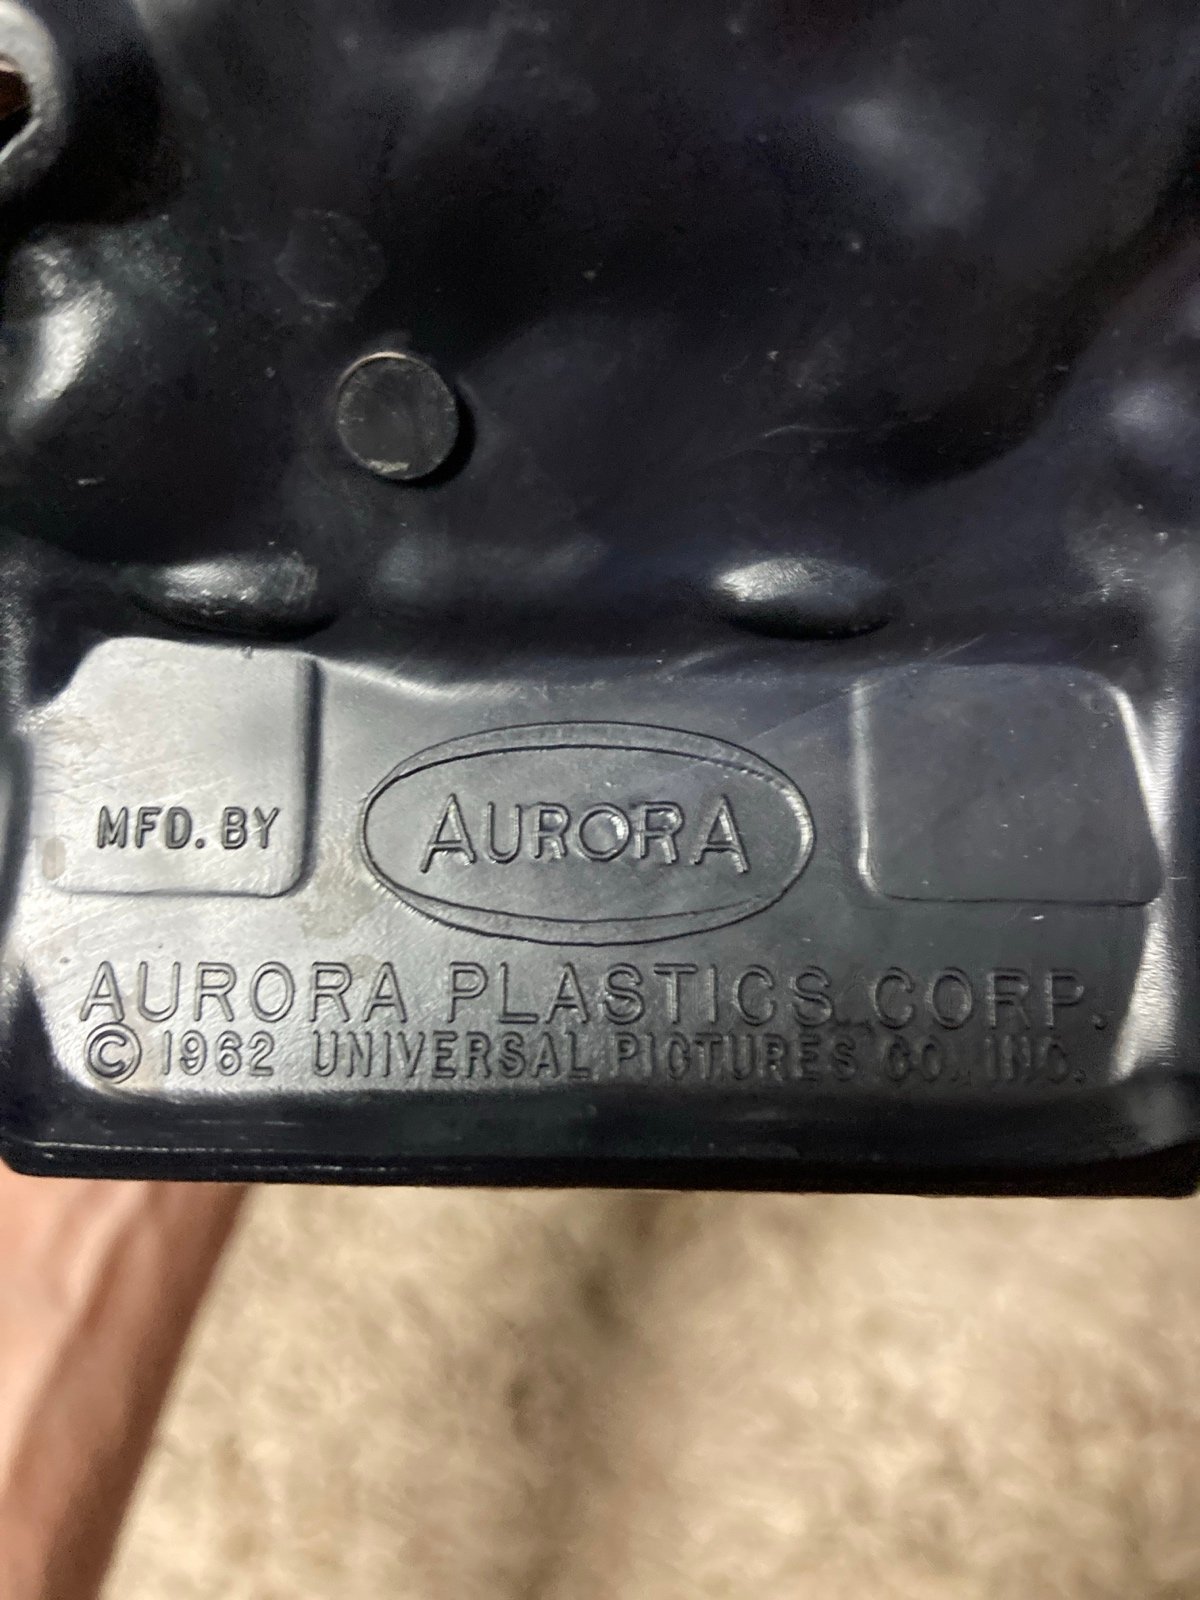 AURORA
MFD. BY
AURORA PLASTICS CORP.
© 1962 UNIVERSAL PICTURES CO. INC.